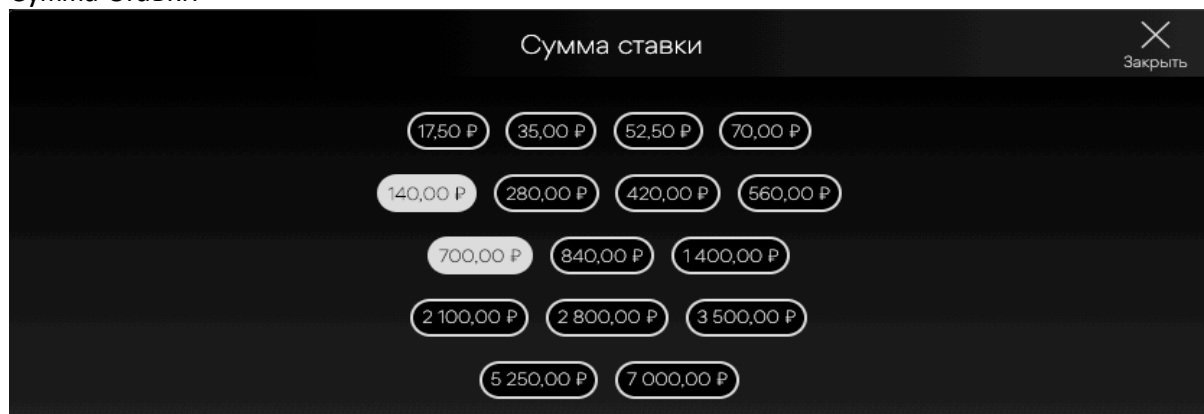 Сумма ставки
Закрыть
17,50 ₽ 35,00 ₽ 52,50 ₽ 70,00 ₽
140,00 ₽ 280,00 ₽ 420,00 ₽ 560,00 ₽
700,00 ₽ 840,00 ₽ 1 400,00 ₽
2 100,00 ₽ 2 800,00 ₽ 3 500,00 ₽
5 250,00 ₽ 7 000,00 ₽